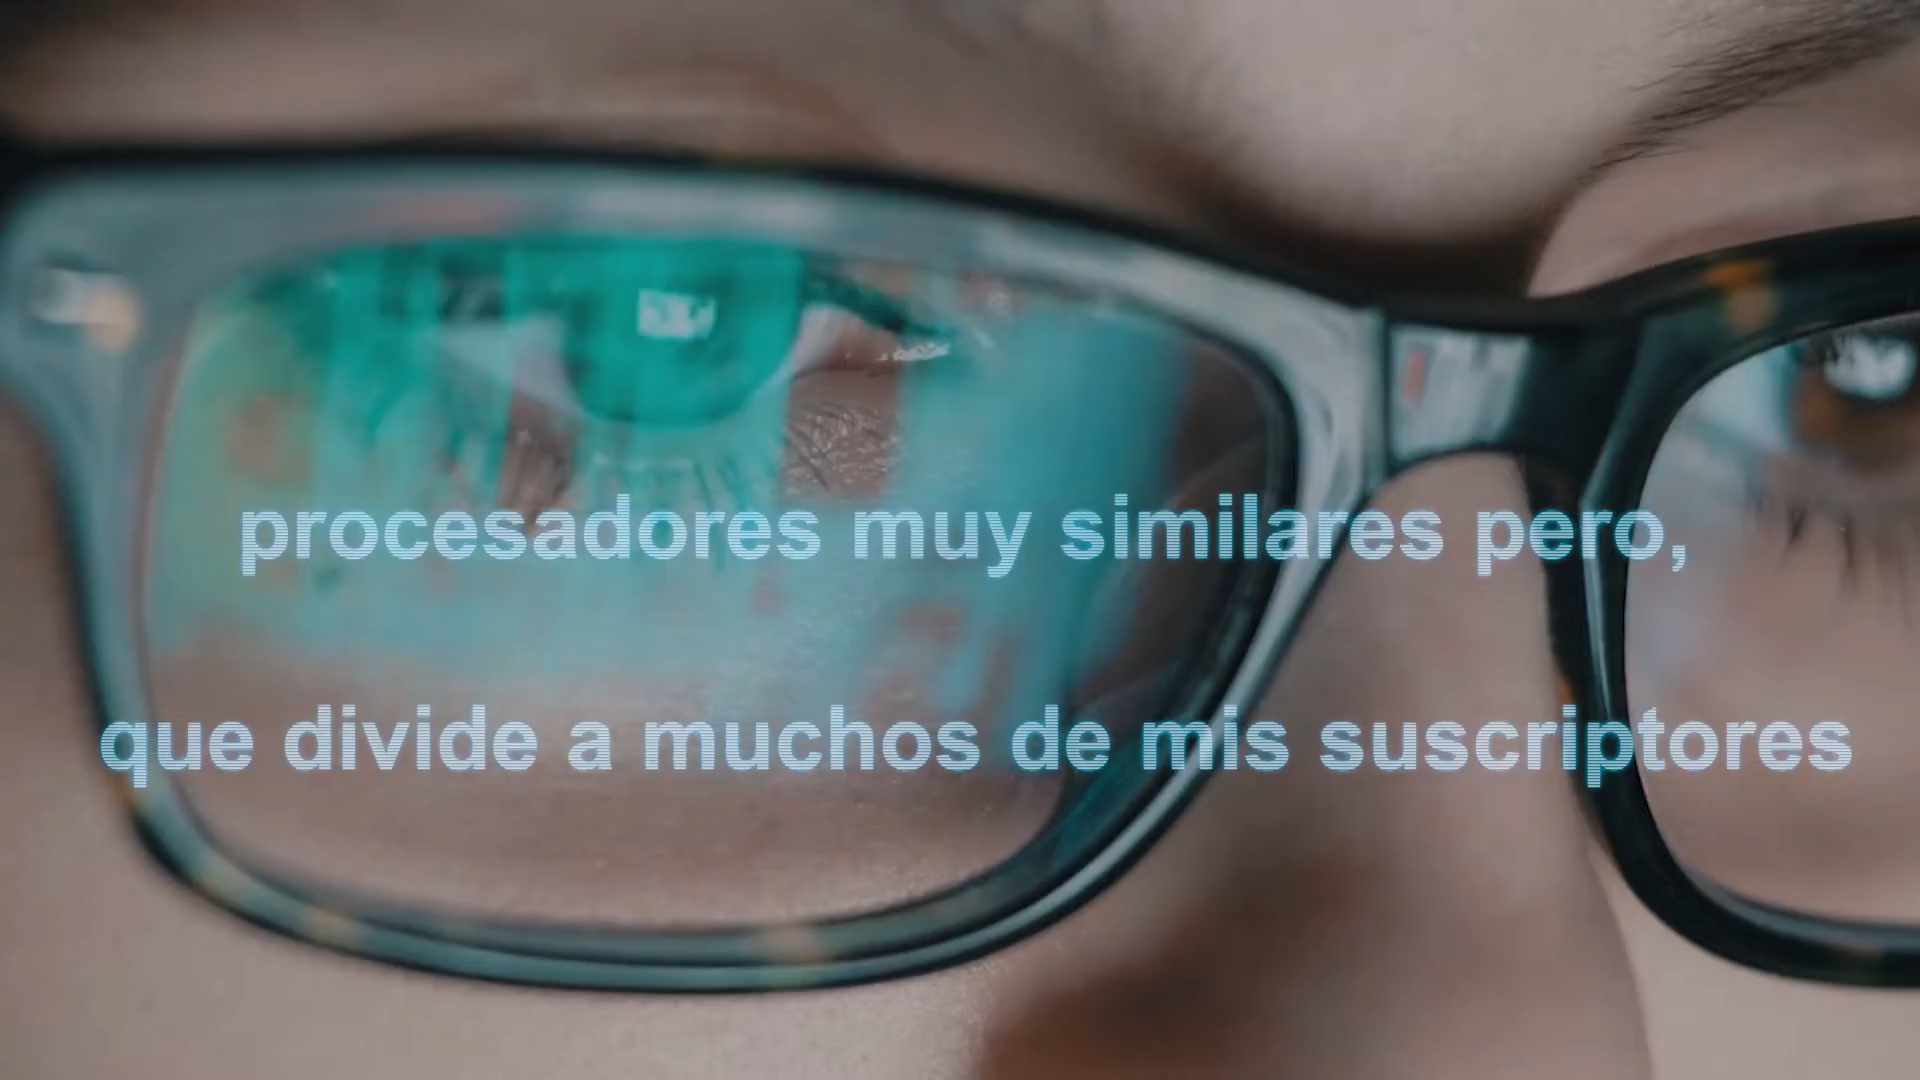 procesadores muy similares pero,
que divide a muchos de mis suscriptores